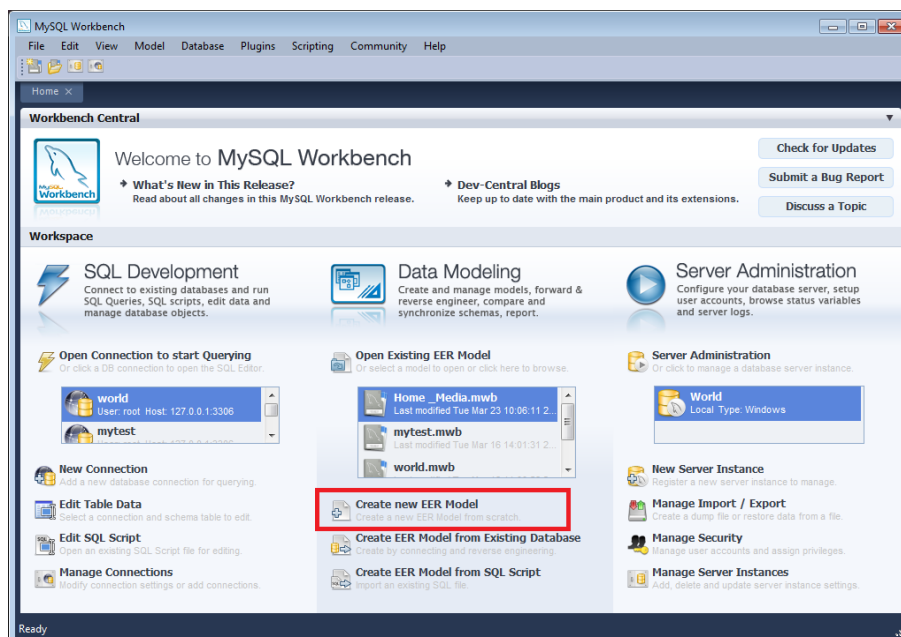 MySQL Workbench
File Edit View Model Database Plugins Scripting Community Help
Home ×
Workbench Central
MySQL
Workbench
Welcome to MySQL Workbench
What's New in This Release?
Read about all changes in this MySQL Workbench release.
Dev-Central Blogs
Keep up to date with the main product and its extensions.
Check for Updates
Submit a Bug Report
Discuss a Topic
Workspace
SQL Development
Connect to existing databases and run
SQL Queries, SQL scripts, edit data and
manage database objects.
Open Connection to start Querying
Or click a DB connection to open the SQL Editor.
world
User: root Host: 127.0.0.1:3306
mytest
New Connection
Add a new database connection for querying.
Edit Table Data
Select a connection and schema table to edit.
Edit SQL Script
Open an existing SQL Script file for editing.
Manage Connections
Modify connection settings or add connections.
Data Modeling
Create and manage models, forward &
reverse engineer, compare and
synchronize schemas, report.
Open Existing EER Model
Or select a model to open or click here to browse.
Home _Media.mwb
Last modified Tue Mar 23 10:06:11 2...
mytest.mwb
Last modified Tue Mar 16 14:01:31 2...
world.mwb
Create new EER Model
Create a new EER Model from scratch
Create EER Model from Existing Database
Create by connecting and reverse engineering.
Create EER Model from SQL Script
Import an existing SQL file.
Server Administration
Configure your database server, setup
user accounts, browse status variables
and server logs.
Server Administration
Or click to manage a database server instance.
World
Local Type: Windows
New Server Instance
Register a new server instance to manage.
Manage Import / Export
Create a dump file or restore data from a file.
Manage Security
Manage user accounts and assign privileges.
Manage Server Instances
Add, delete and update server instance settings.
Ready